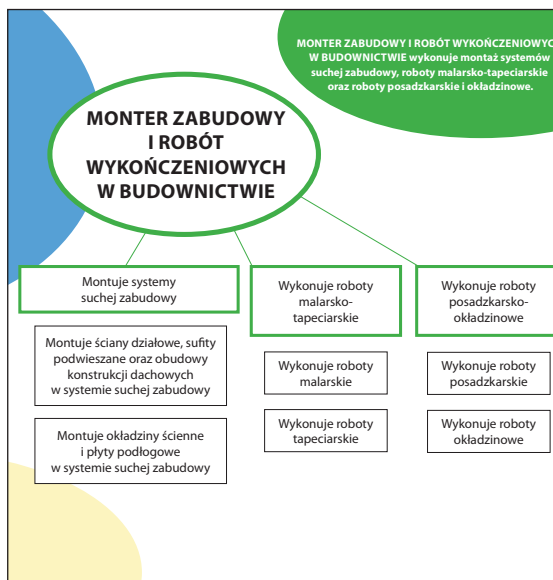 MONTER ZABUDOWY I ROBÓT WYKOŃCZENIOWYCH
W BUDOWNICTWIE wykonuje montaż systemów
suchej zabudowy, roboty malarsko-tapeciarskie
oraz roboty posadzkarskie i okładzinowe.
MONTER ZABUDOWY
I ROBÓT
WYKOŃCZENIOWYCH
W BUDOWNICTWIE
Montuje systemy
suchej zabudowy
Montuje ściany działowe, sufity
podwieszane oraz obudowy
konstrukcji dachowych
w systemie suchej zabudowy
Montuje okładziny ścienne
i płyty podłogowe
w systemie suchej zabudowy
Wykonuje roboty
malarsko-
tapeciarskie
Wykonuje roboty
malarskie
Wykonuje roboty
tapeciarskie
Wykonuje roboty
posadzkarsko-
okładzinowe
Wykonuje roboty
posadzkarskie
Wykonuje roboty
okładzinowe